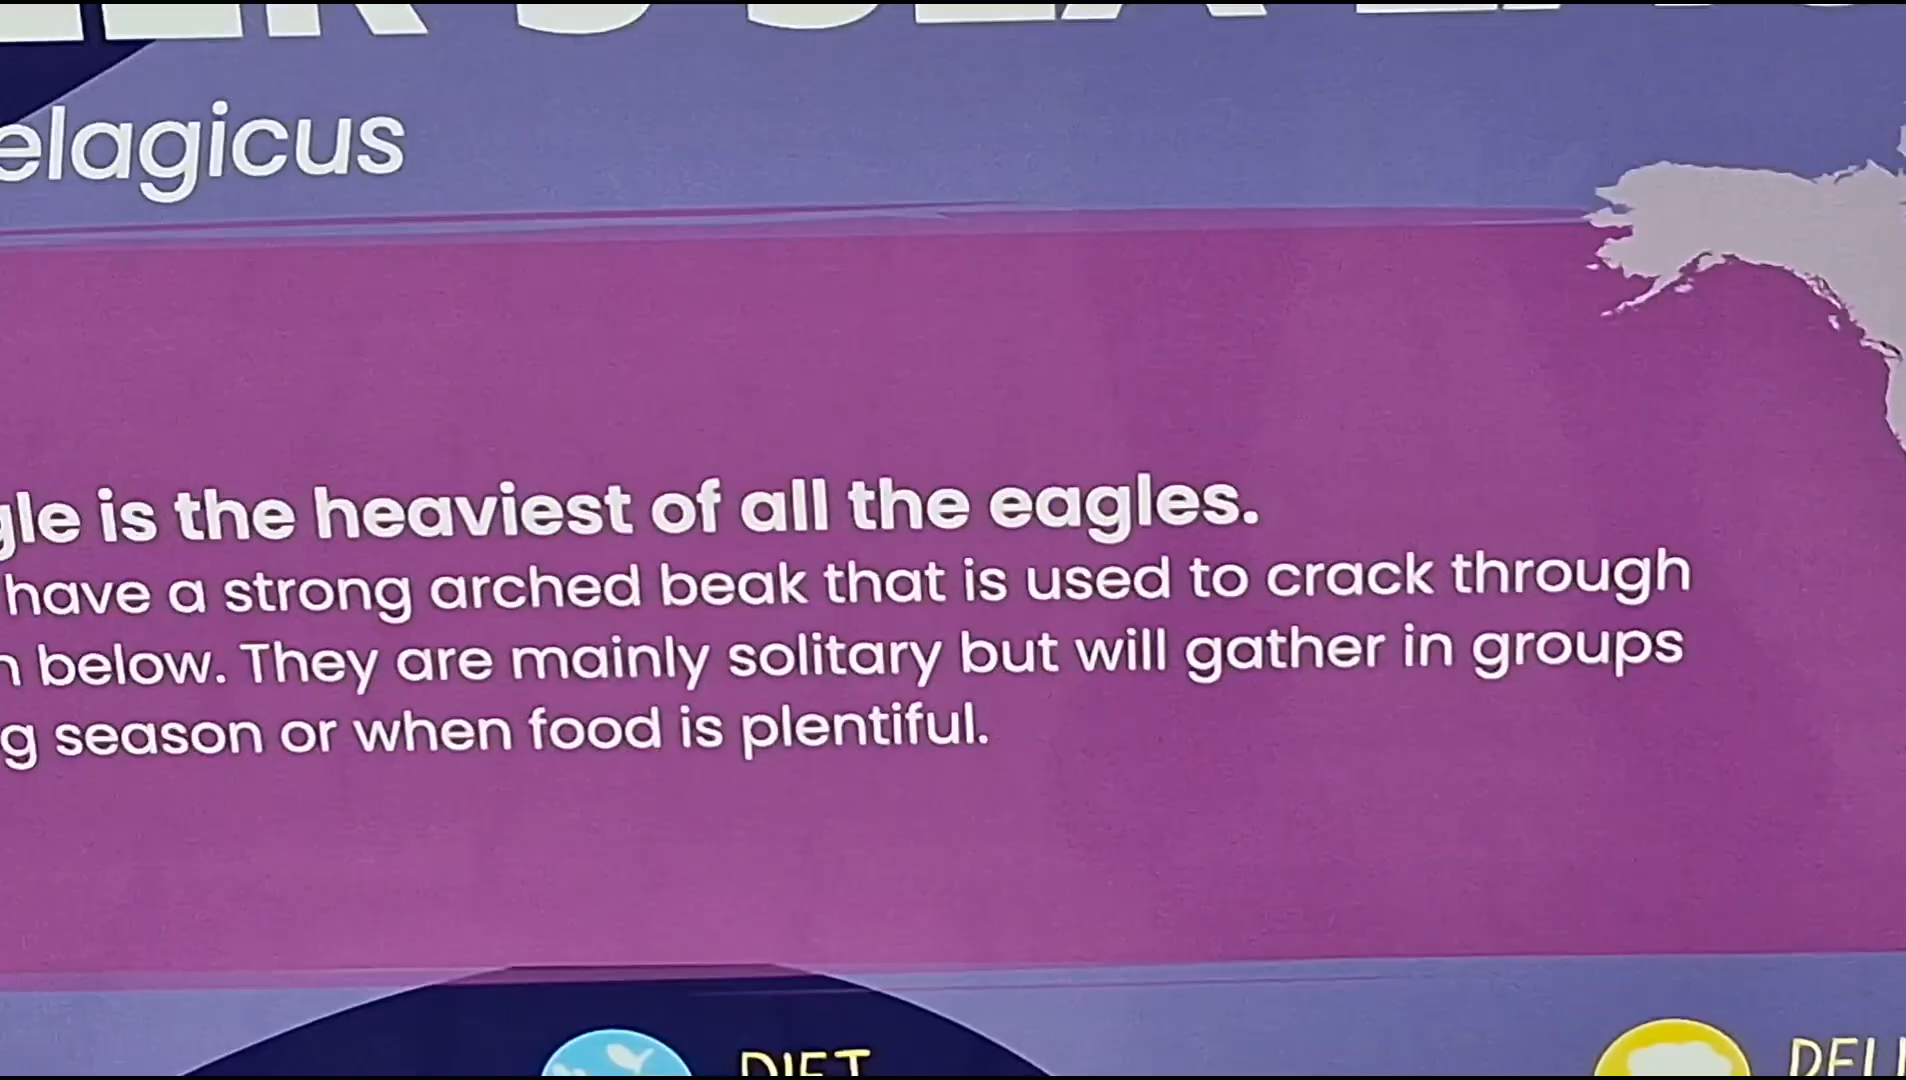 elagicus
gle is the heaviest of all the eagles.
have a strong arched beak that is used to crack through
below. They are mainly solitary but will gather in groups
g season or when food is plentiful.
DIET